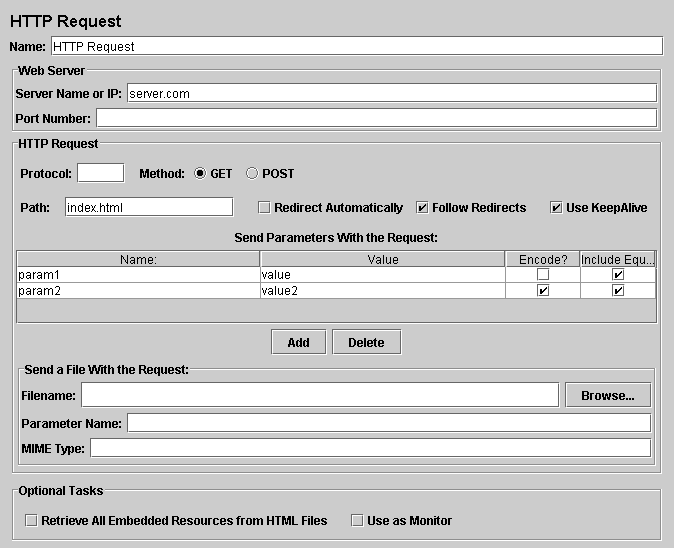 HTTP Request
Name: HTTP Request
Web Server
Server Name or IP: server.com
Port Number:
HTTP Request
Protocol: Method: GET POST
Path: index.html Redirect Automatically Follow Redirects Use KeepAlive
Send Parameters With the Request:
Name: Value Encode? Include Equ...
param1 value
param2 value2
Add Delete
Send a File With the Request:
Filename: Browse...
Parameter Name:
MIME Type:
Optional Tasks
Retrieve All Embedded Resources from HTML Files Use as Monitor